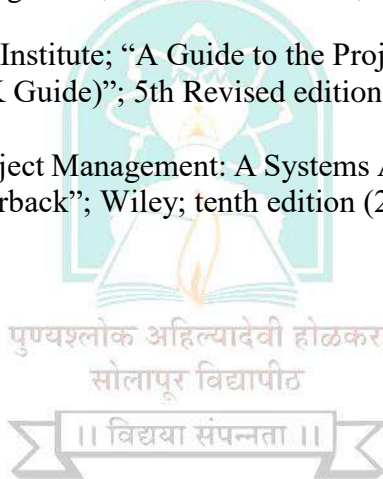 Institute; “A Guide to the Proj
Guide)”; 5th Revised edition
ject Management: A Systems A
rback”; Wiley; tenth edition (2
पुण्यश्लोक अहिल्यादेवी होळकर
सोलापूर विद्यापीठ
।। विद्यया संपन्नता ।।